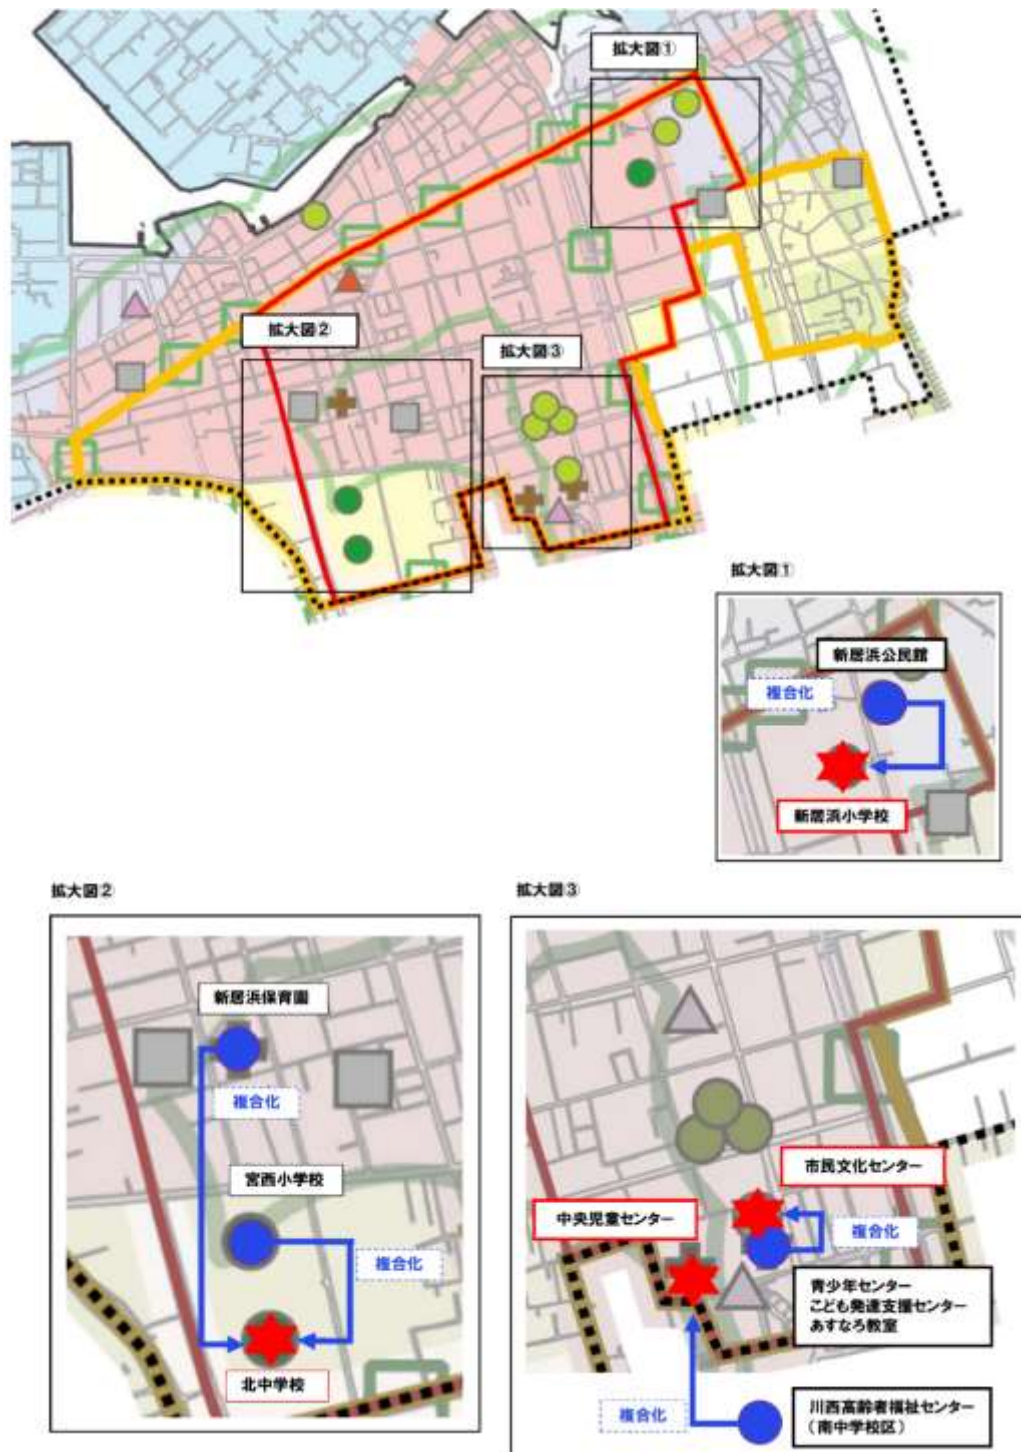 拡大図①
拡大図②
拡大図③
拡大図①
新居浜公民館
複合化
新居浜小学校
拡大図②
新居浜保育園
複合化
宮西小学校
複合化
北中学校
拡大図③
市民文化センター
中央児童センター
複合化
青少年センター
こども発達支援センター
あすなろ教室
複合化
川西高齢者福祉センター
（南中学校区）